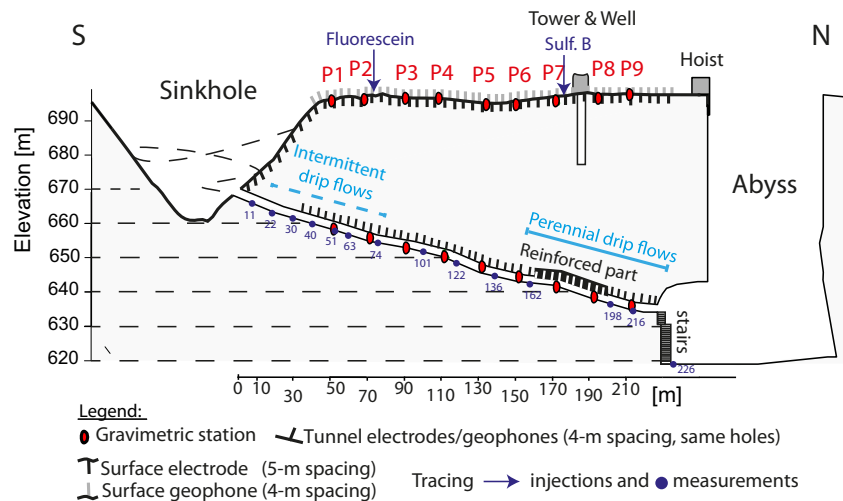 S
N
Tower & Well
Fluorescein
Sulf. B
Hoist
P1 P2 P3 P4 P5 P6 P7 P8 P9
Sinkhole
Abyss
Elevation [m]
690
680
670
660
650
640
630
620
Intermittent
drip flows
Perennial drip flows
Reinforced part
11 22 30 40 51 63 74 101 122 136 162 198 216 226
stairs
0 10 30 50 70 90 110 130 150 170 190 210 [m]
Legend:
Gravimetric station
Tunnel electrodes/geophones (4-m spacing, same holes)
Surface electrode (5-m spacing)
Surface geophone (4-m spacing)
Tracing injections and measurements